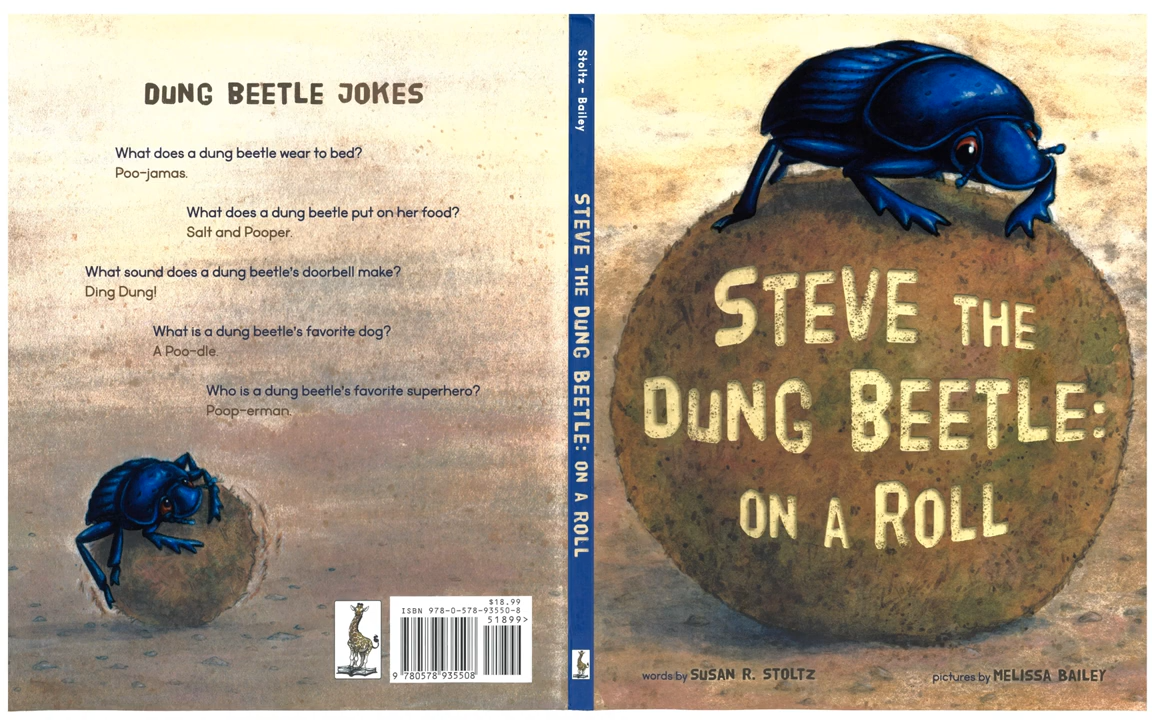 DUNG BEETLE JOKES
What does a dung beetle wear to bed?
Poo-jamas.
What does a dung beetle put on her food?
Salt and Pooper.
What sound does a dung beetle's doorbell make?
Ding Dung!
What is a dung beetle's favorite dog?
A Poo-dle.
Who is a dung beetle's favorite superhero?
Poop-erman.
$18.99
ISBN 978-0-578-93550-8
51899>
9 780578 935508
Stoltz - Bailey
STEVE THE DUNG BEETLE: ON A ROLL
STEVE THE
DUNG BEETLE:
ON A ROLL
words by SUSAN R. STOLTZ
pictures by MELISSA BAILEY